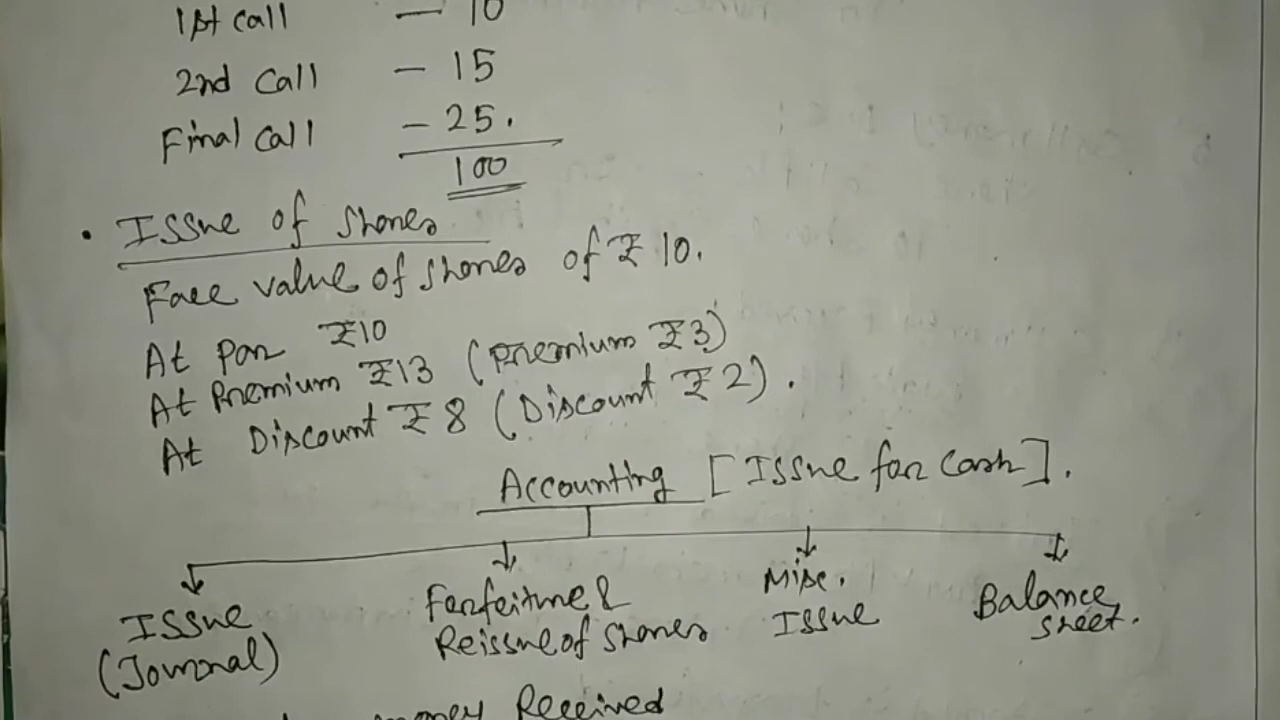 1st call — 10
2nd call — 15
Final call — 25.
100
• Issue of shares
Face value of shares of ₹10.
At par ₹10
At Premium ₹13 (Premium ₹3)
At Discount ₹8 (Discount ₹2).
Accounting [Issue for cash].
Issue (Journal)
Forfeiture & Reissue of shares
Misc. Issue
Balance sheet.
money Received